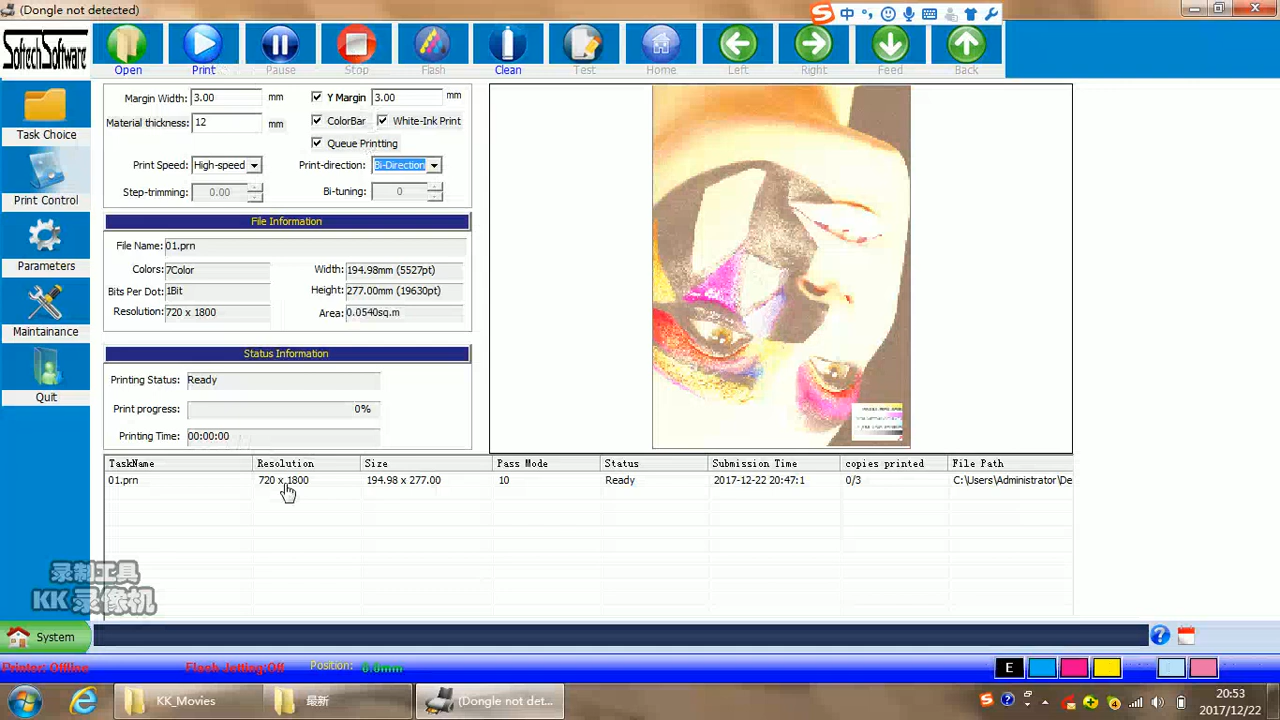 (Dongle not detected)
中
Softech Software
Open
Print
Pause
Stop
Flash
Clean
Test
Home
Left
Right
Feed
Back
Task Choice
Print Control
Parameters
Maintainance
Quit
Margin Width: 3.00 mm
Y Margin 3.00 mm
Material thickness: 12 mm
ColorBar
White-Ink Print
Queue Printting
Print Speed: High-speed
Print-direction: Bi-Direction
Step-trimming: 0.00
Bi-tuning: 0
File Information
File Name: 01.prn
Colors: 7Color
Width: 194.98mm (5527pt)
Bits Per Dot: 1Bit
Height: 277.00mm (19630pt)
Resolution: 720 x 1800
Area: 0.0540sq.m
Status Information
Printing Status: Ready
Print progress: 0%
Printing Time: 00:00:00
TaskName Resolution Size Pass Mode Status Submission Time copies printed File Path
01.prn 720 x 1800 194.98 x 277.00 10 Ready 2017-12-22 20:47:1 0/3 C:\Users\Administrator\De
录制工具
KK 录像机
System
Printer: Offline
Flash Jetting:Off
Position: 0.0mm
E
KK_Movies
最新
(Dongle not det...
20:53
2017/12/22